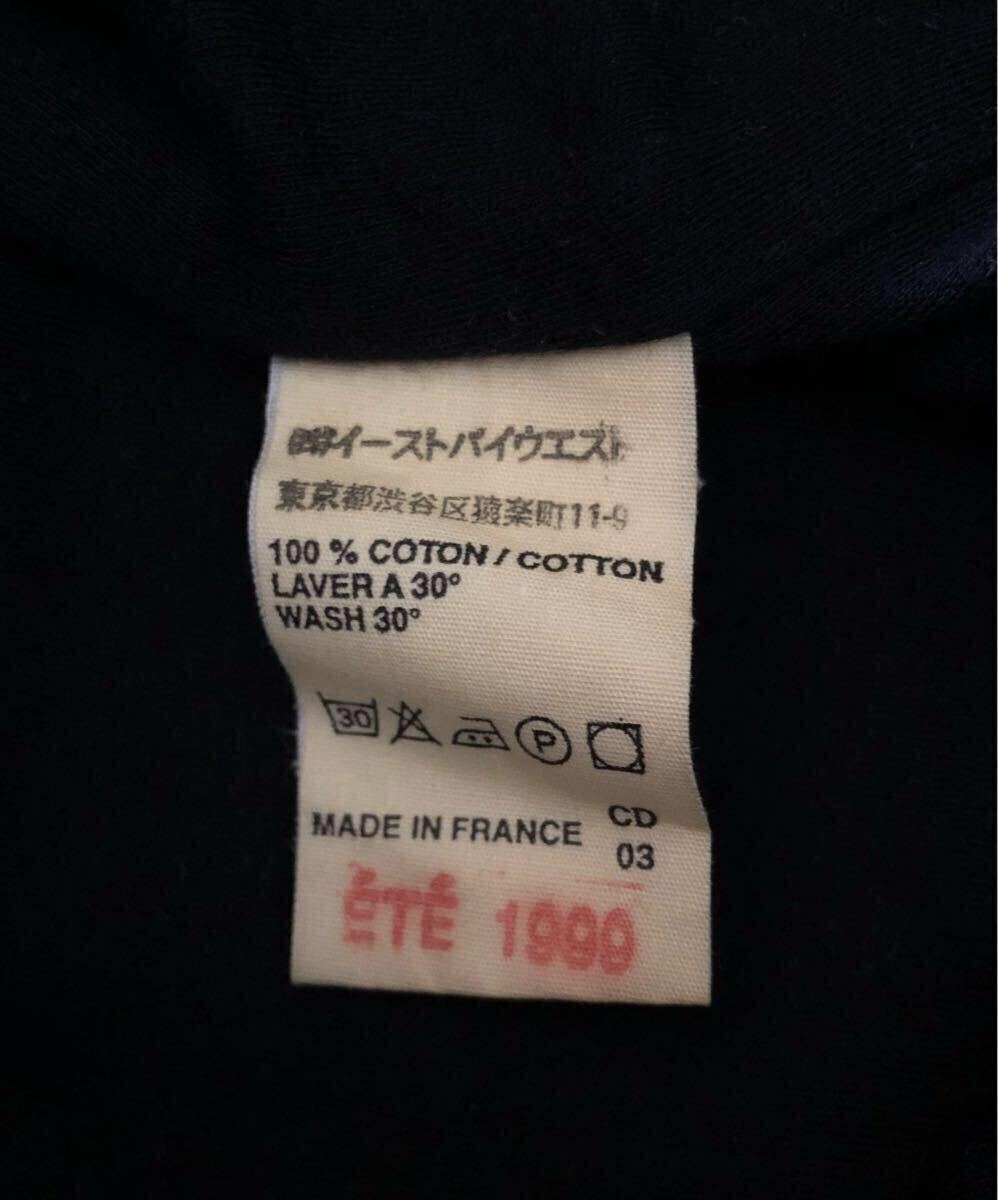 ㈱イーストバイウエスト
東京都渋谷区猿楽町11-9
100 % COTON / COTTON
LAVER A 30°
WASH 30°
30 P
MADE IN FRANCE
CD
03
ÉTÉ 1999